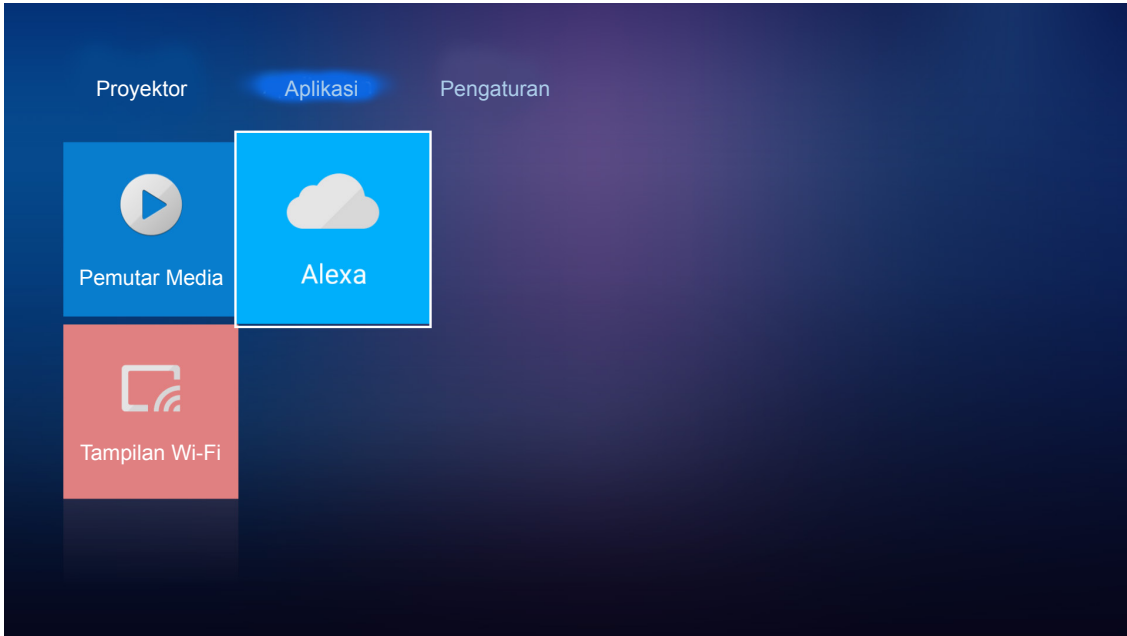 Proyektor Aplikasi Pengaturan
Pemutar Media
Alexa
Tampilan Wi-Fi